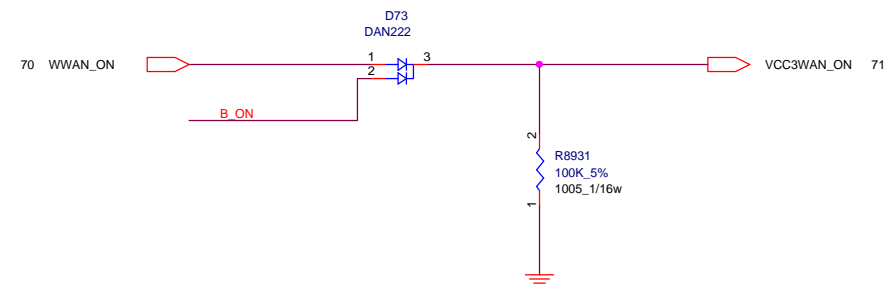 D73
DAN222
70 WWAN_ON 1 3 VCC3WAN_ON 71
2
B_ON
2
R8931
100K_5%
1005_1/16w
1